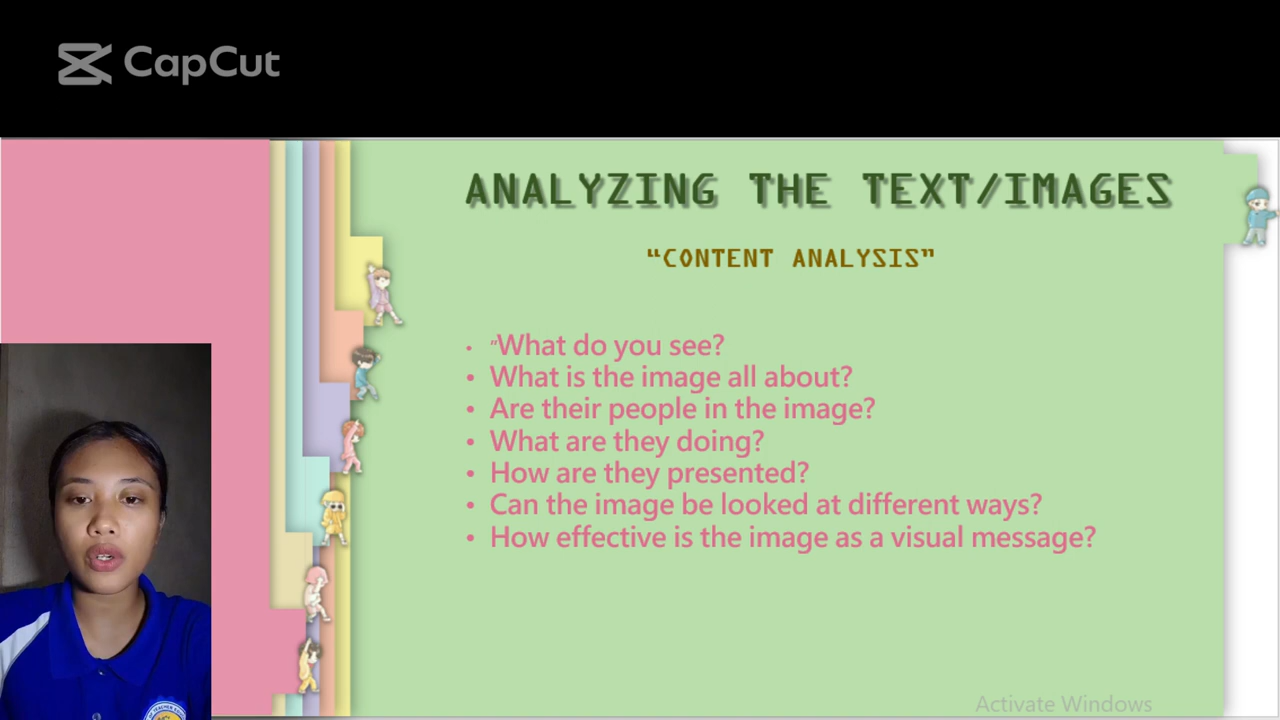 CapCut
ANALYZING THE TEXT/IMAGES
“CONTENT ANALYSIS”
• "What do you see?
• What is the image all about?
• Are their people in the image?
• What are they doing?
• How are they presented?
• Can the image be looked at different ways?
• How effective is the image as a visual message?
Activate Windows